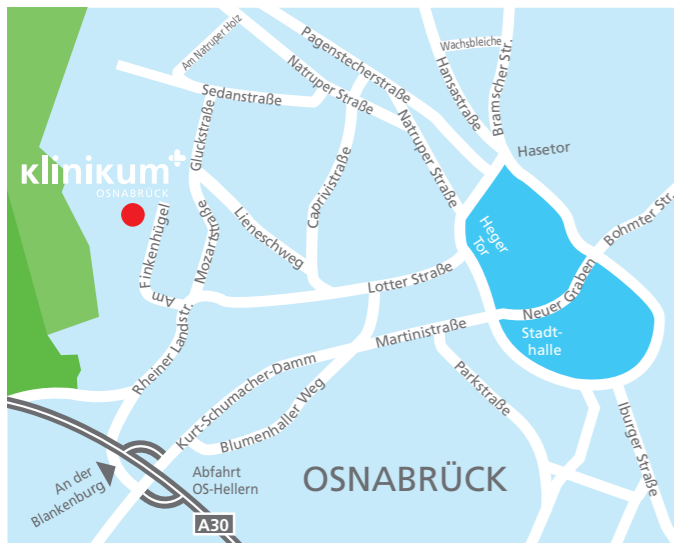 Am Natruper Holz
Pagenstecherstraße
Wachsbleiche
Hansastraße
Bramscher Str.
Natruper Straße
Sedanstraße
Gluckstraße
Natruper Straße
Hasetor
Klinikum
OSNABRÜCK
Caprivistraße
Lieneschweg
Mozartstraße
Am Finkenhügel
Heger
Tor
Bohmter Str.
Lotter Straße
Neuer Graben
Rheiner Landstr.
Martinistraße
Stadt-
halle
Kurt-Schumacher-Damm
Blumenhaller Weg
Parkstraße
Iburger Straße
An der
Blankenburg
Abfahrt
OS-Hellern
OSNABRÜCK
A30